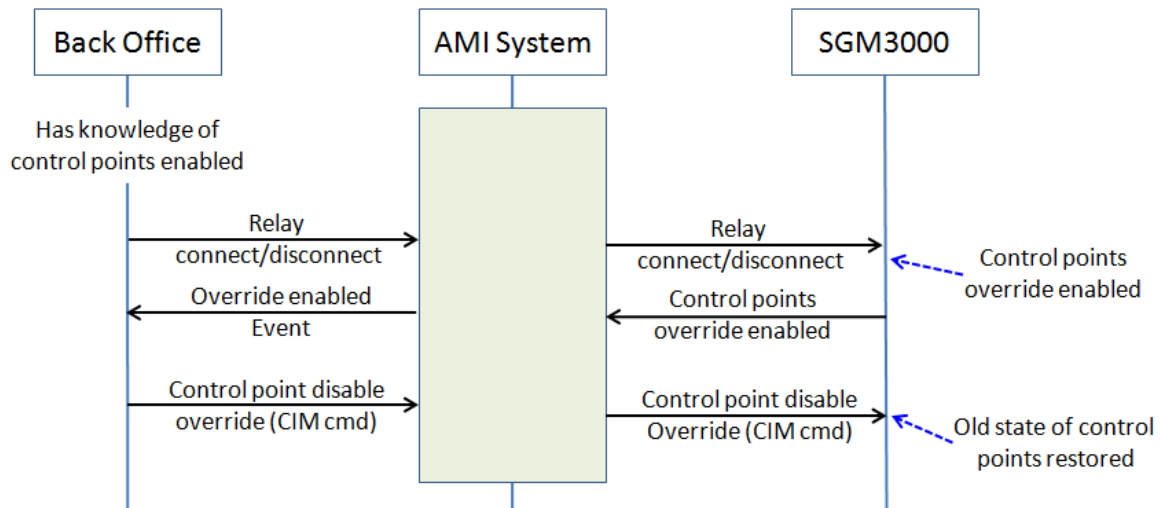 Back Office
AMI System
SGM3000
Has knowledge of
control points enabled
Relay
connect/disconnect
Relay
connect/disconnect
Control points
override enabled
Override enabled
Event
Control points
override enabled
Control point disable
override (CIM cmd)
Control point disable
Override (CIM cmd)
Old state of control
points restored